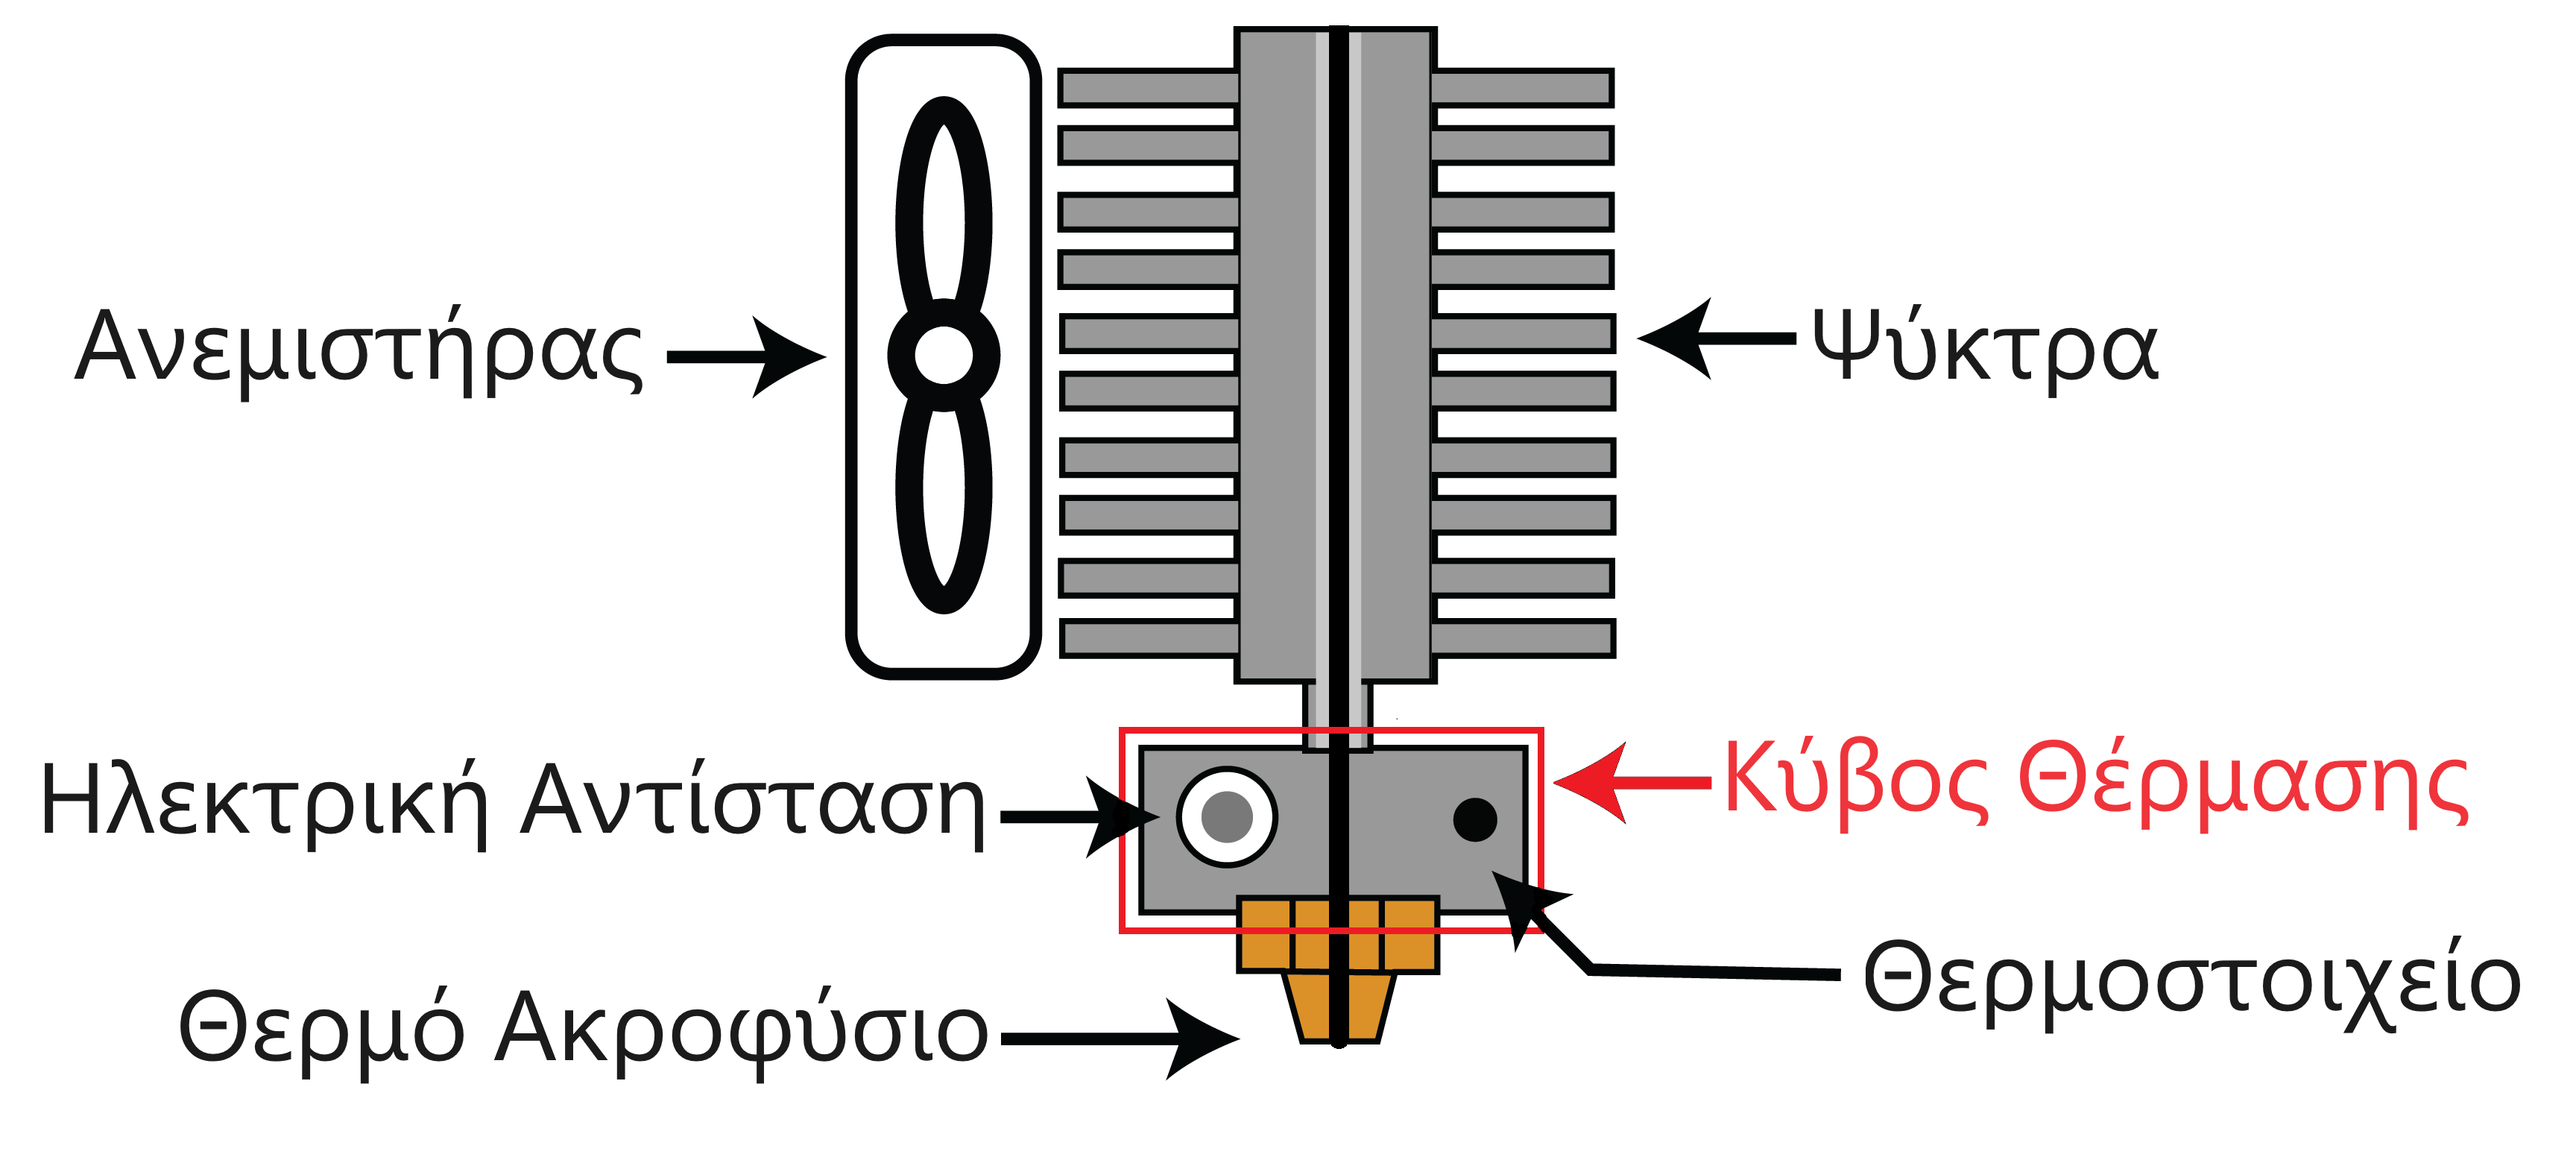 Ανεμιστήρας
Ψύκτρα
Κύβος Θέρμασης
Ηλεκτρική Αντίσταση
Θερμοστοιχείο
Θερμό Ακροφύσιο